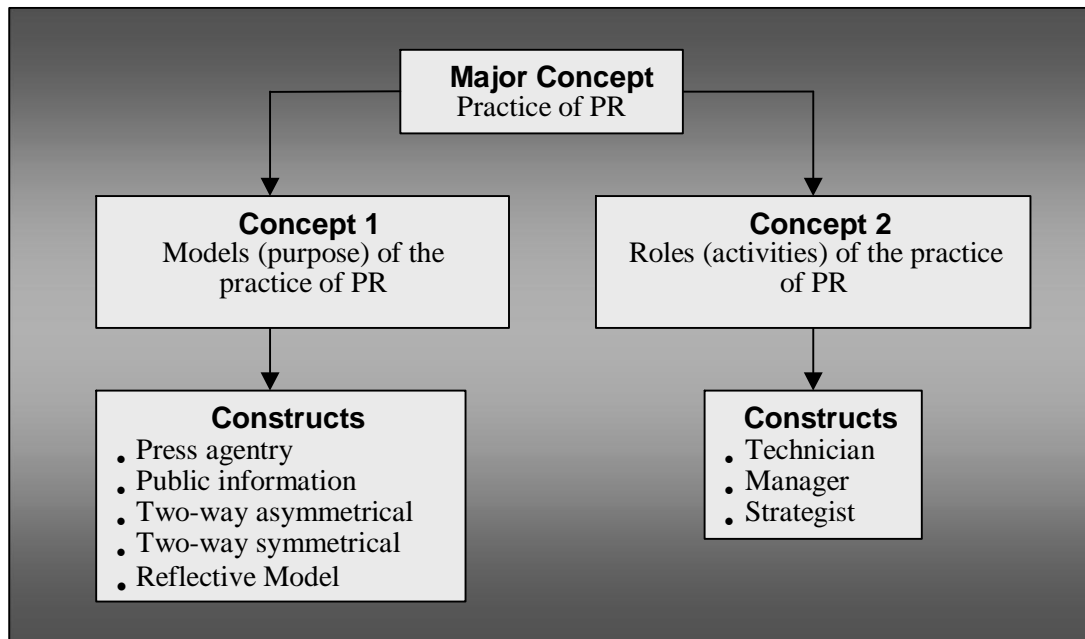 Major Concept
Practice of PR
Concept 1
Models (purpose) of the
practice of PR
Concept 2
Roles (activities) of the practice
of PR
Constructs
• Press agentry
• Public information
• Two-way asymmetrical
• Two-way symmetrical
• Reflective Model
Constructs
• Technician
• Manager
• Strategist